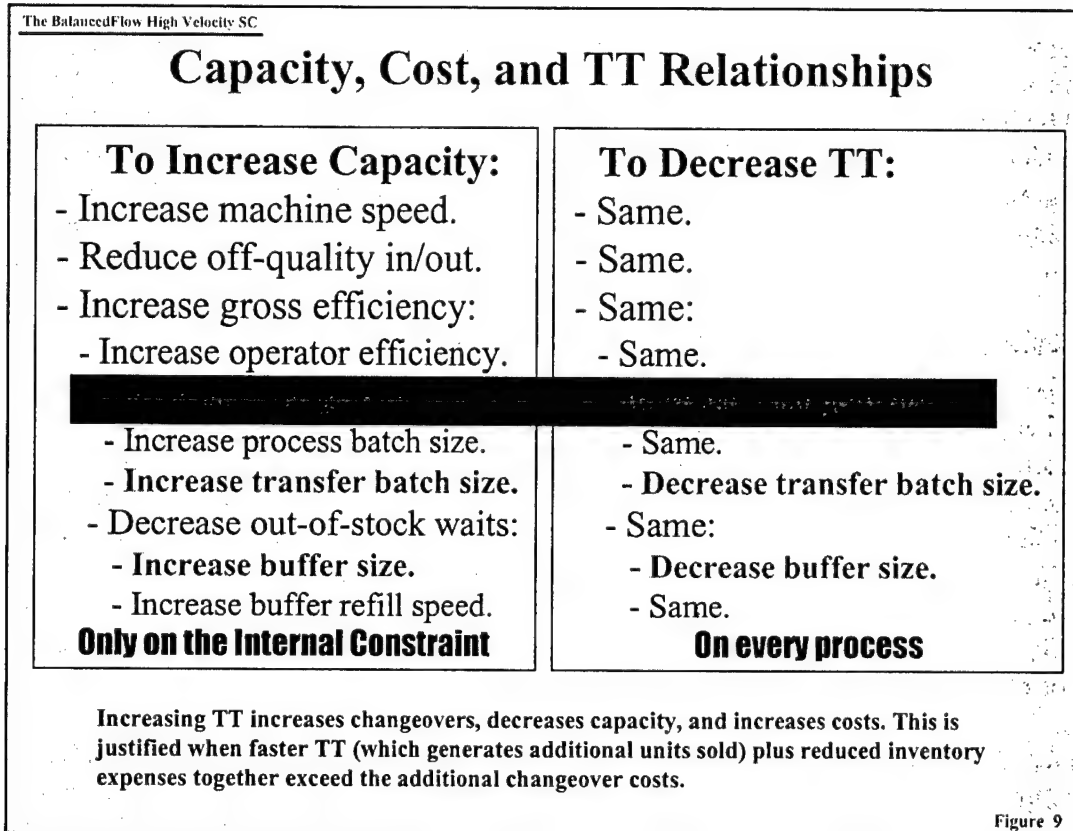 The BalancedFlow High Velocity SC
Capacity, Cost, and TT Relationships
To Increase Capacity:
- Increase machine speed.
- Reduce off-quality in/out.
- Increase gross efficiency:
- Increase operator efficiency.
- Increase process batch size.
- Increase transfer batch size.
- Decrease out-of-stock waits:
- Increase buffer size.
- Increase buffer refill speed.
Only on the Internal Constraint
To Decrease TT:
- Same.
- Same.
- Same:
- Same.
- Same.
- Decrease transfer batch size.
- Same:
- Decrease buffer size.
- Same.
On every process
Increasing TT increases changeovers, decreases capacity, and increases costs. This is
justified when faster TT (which generates additional units sold) plus reduced inventory
expenses together exceed the additional changeover costs.
Figure 9